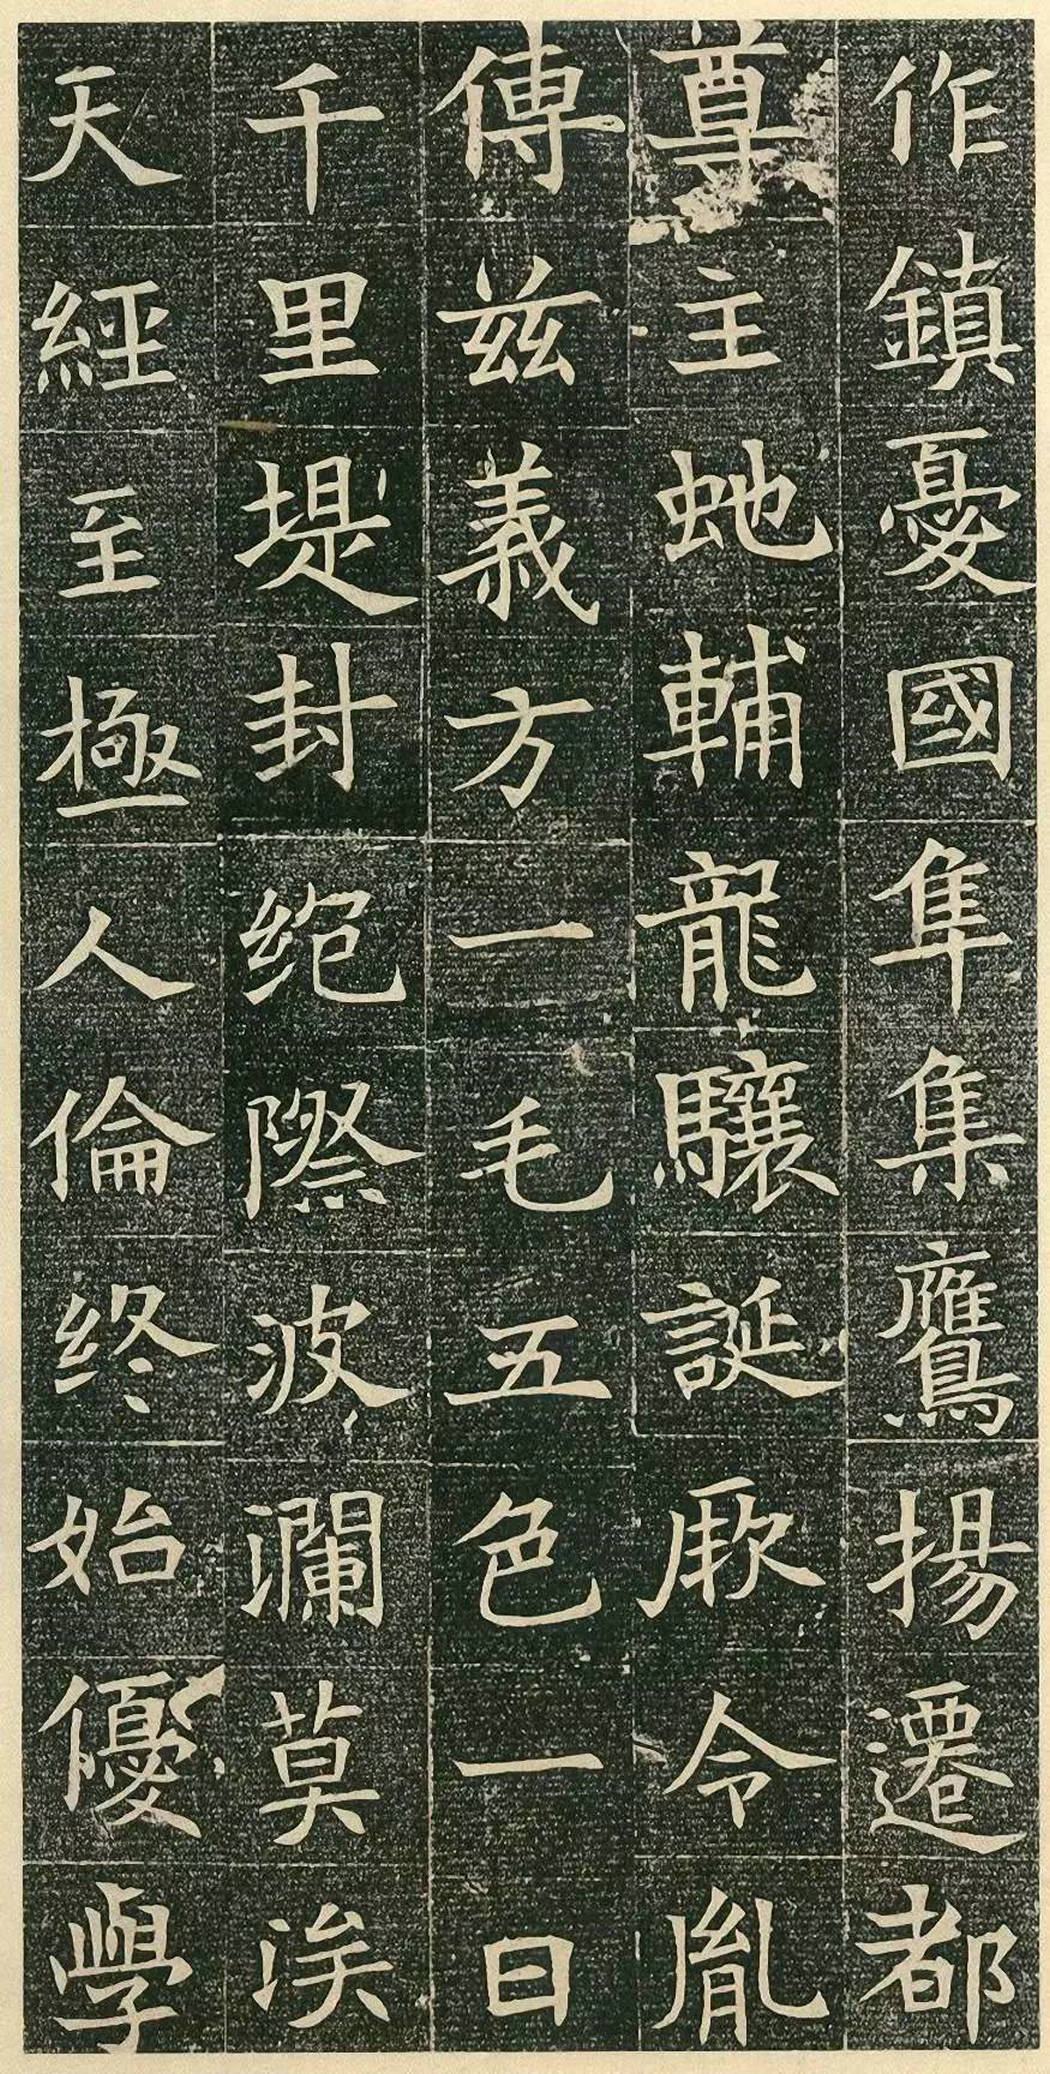 作鎮憂國隼集鷹揚遷都
尊主虵輔龍驤誕厥令胤
傳兹義方一毛五色一日
千里堤封絕際波瀾莫涘
天經至極人倫終始優學